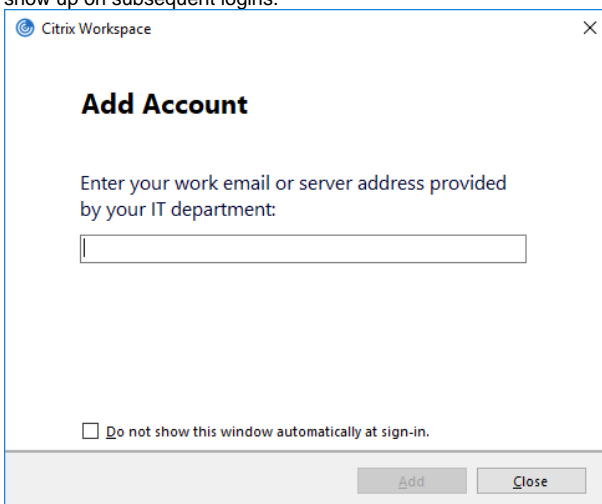 show up on subsequent logins.
Citrix Workspace
Add Account
Enter your work email or server address provided
by your IT department:
Do not show this window automatically at sign-in.
Add
Close